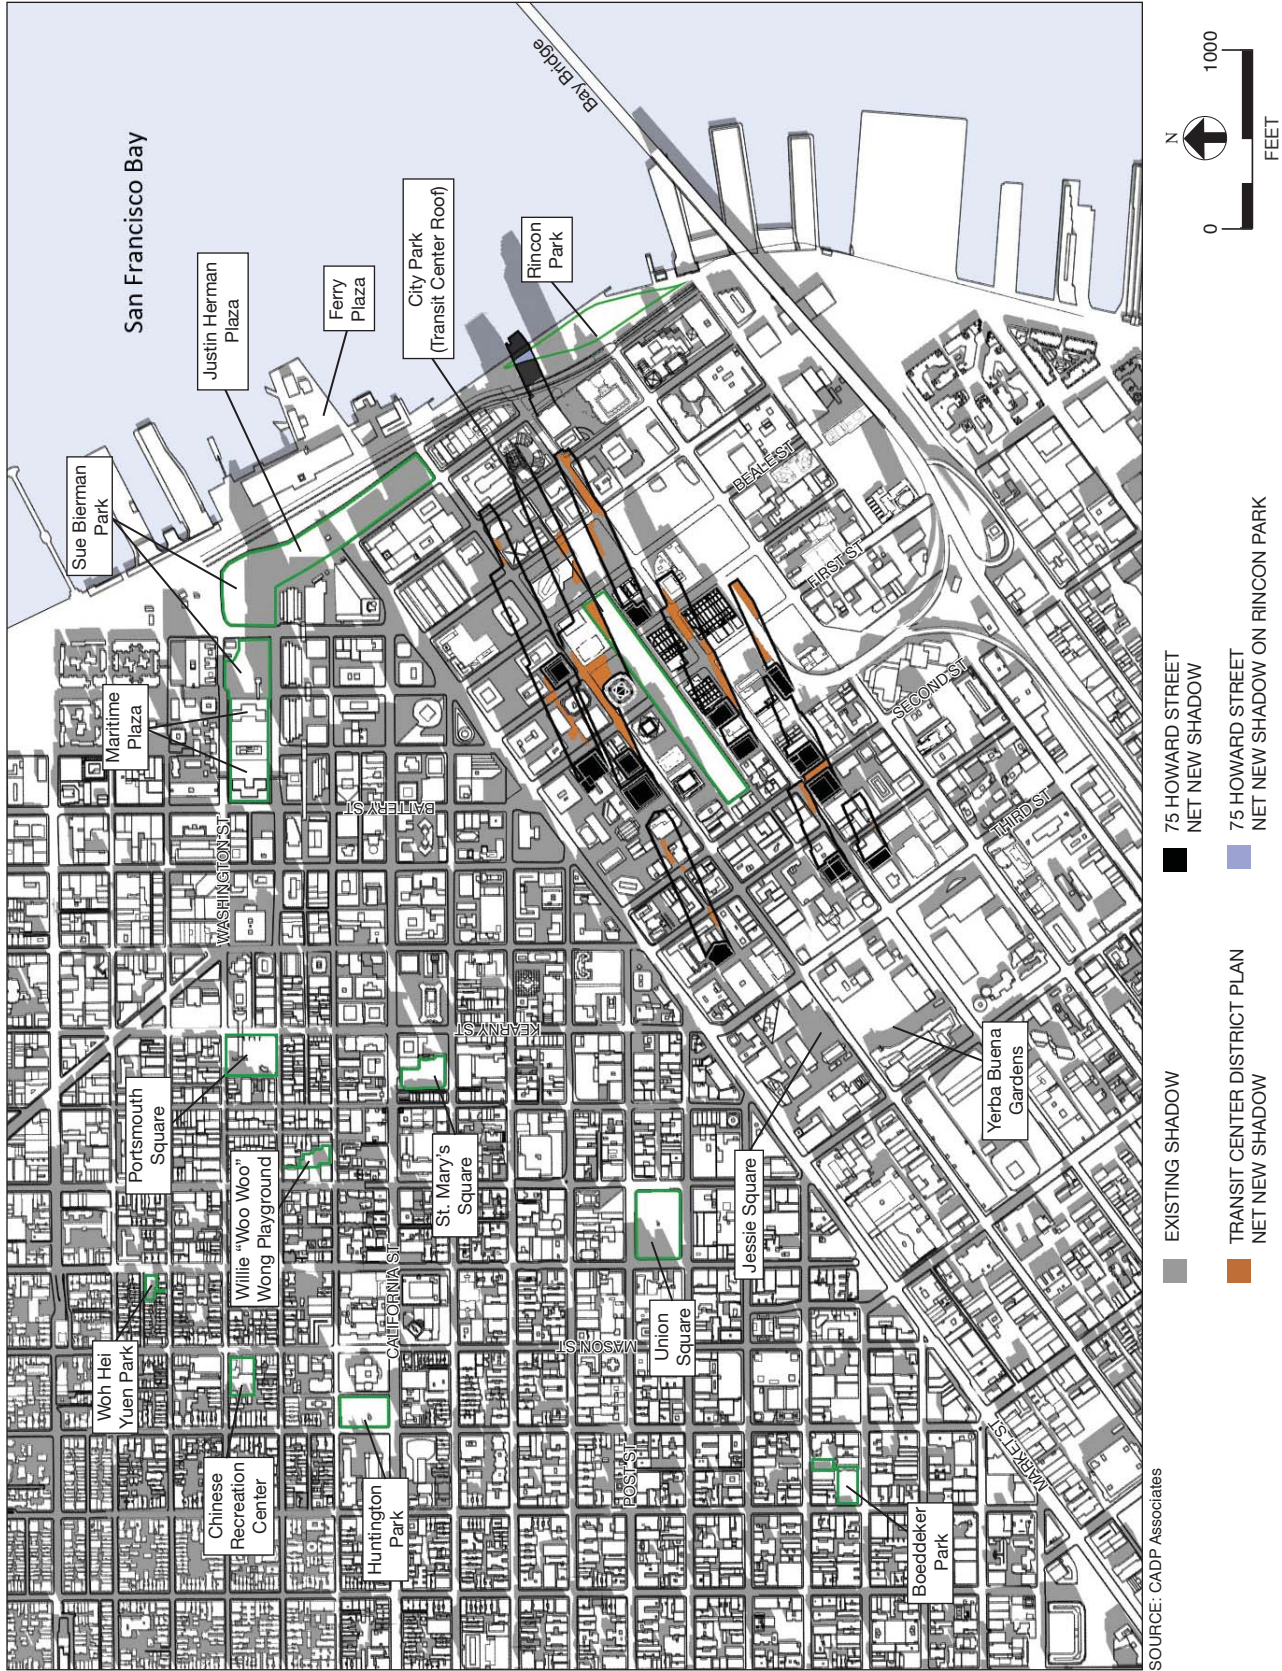 San Francisco Bay
Bay Bridge
Justin Herman
Plaza
Ferry
Plaza
City Park
(Transit Center Roof)
Rincon
Park
Sue Bierman
Park
Maritime
Plaza
BATTERY ST
WASHINGTON ST
BEALE ST
FIRST ST
SECOND ST
THIRD ST
KEARNY ST
Portsmouth
Square
Willie “Woo Woo”
Wong Playground
St. Mary's
Square
Yerba Buena
Gardens
Jessie Square
Woh Hei
Yuen Park
CALIFORNIA ST
MASON ST
Union
Square
Chinese
Recreation
Center
Huntington
Park
POST ST
MARKET ST
Boeddeker
Park
SOURCE: CADP Associates
EXISTING SHADOW
TRANSIT CENTER DISTRICT PLAN
NET NEW SHADOW
75 HOWARD STREET
NET NEW SHADOW
75 HOWARD STREET
NET NEW SHADOW ON RINCON PARK
N
0
1000
FEET